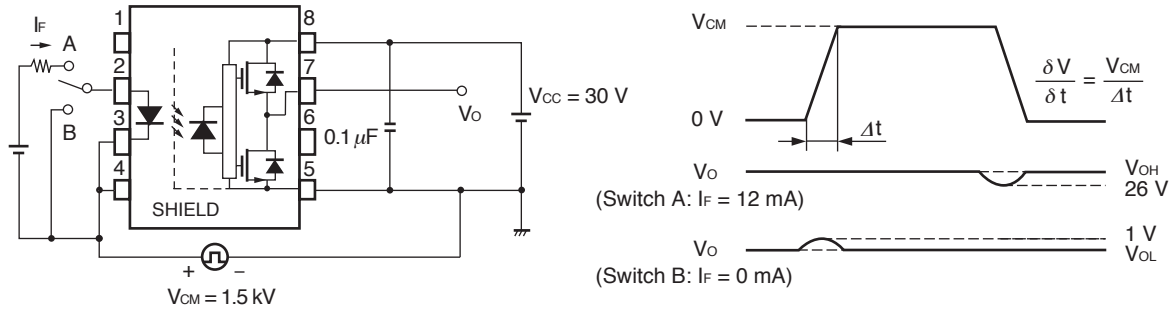 IF
A
B
1
2
3
4
8
7
6
5
SHIELD
0.1 μF
VO
VCC = 30 V
+
–
VCM = 1.5 kV
VCM
0 V
Δt
δV/δt = VCM/Δt
VO
(Switch A: IF = 12 mA)
VOH
26 V
VO
(Switch B: IF = 0 mA)
1 V
VOL